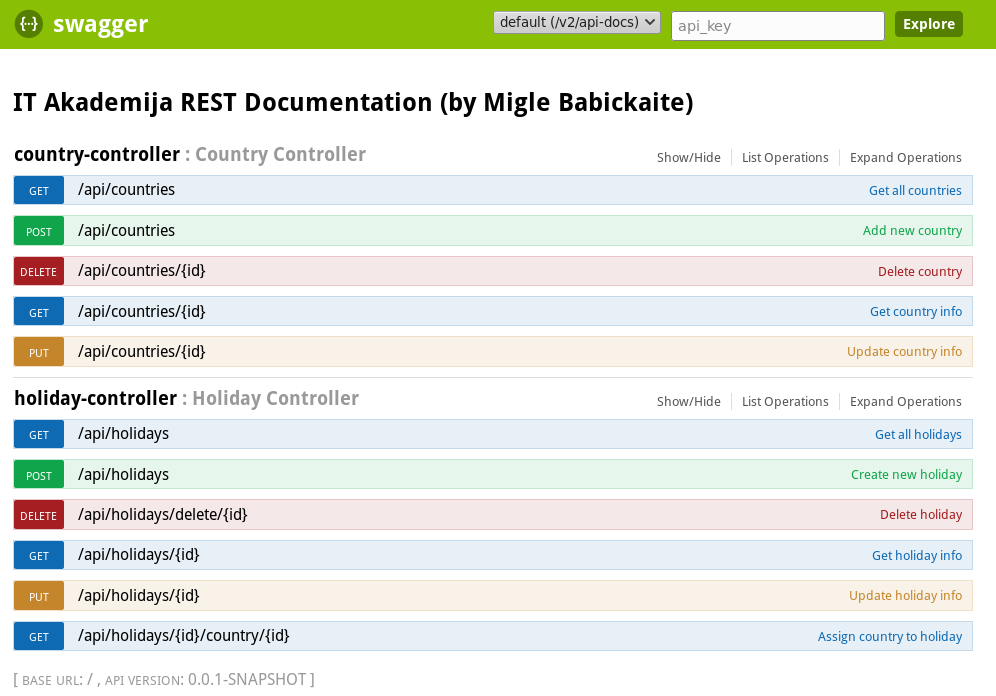 {···} swagger default (/v2/api-docs) api_key Explore
IT Akademija REST Documentation (by Migle Babickaite)
country-controller : Country Controller Show/Hide List Operations Expand Operations
GET /api/countries Get all countries
POST /api/countries Add new country
DELETE /api/countries/{id} Delete country
GET /api/countries/{id} Get country info
PUT /api/countries/{id} Update country info
holiday-controller : Holiday Controller Show/Hide List Operations Expand Operations
GET /api/holidays Get all holidays
POST /api/holidays Create new holiday
DELETE /api/holidays/delete/{id} Delete holiday
GET /api/holidays/{id} Get holiday info
PUT /api/holidays/{id} Update holiday info
GET /api/holidays/{id}/country/{id} Assign country to holiday
[ BASE URL: / , API VERSION: 0.0.1-SNAPSHOT ]